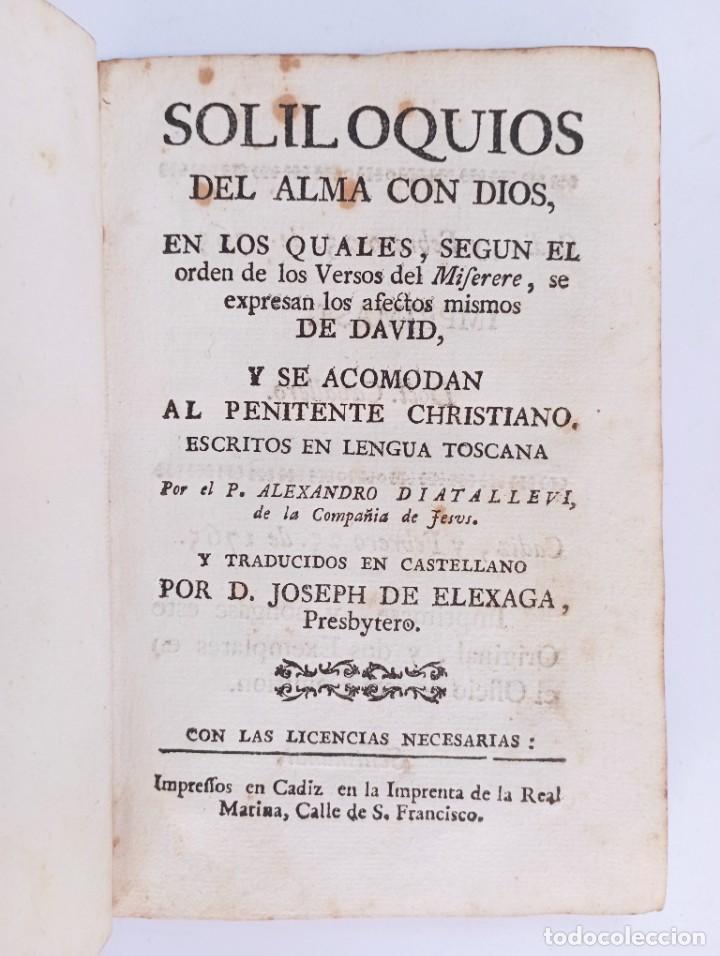 SOLILOQUIOS
DEL ALMA CON DIOS,
EN LOS QUALES, SEGUN EL
orden de los Versos del Miſerere, se
expresan los afectos mismos
DE DAVID,
Y SE ACOMODAN
AL PENITENTE CHRISTIANO.
ESCRITOS EN LENGUA TOSCANA
Por el P. ALEXANDRO DIATALLEVI,
de la Compañia de Jesvs.
Y TRADUCIDOS EN CASTELLANO
POR D. JOSEPH DE ELEXAGA,
Presbytero.
CON LAS LICENCIAS NECESARIAS:
Impreſſos en Cadiz en la Imprenta de la Real
Marina, Calle de S. Francisco.
todocoleccion